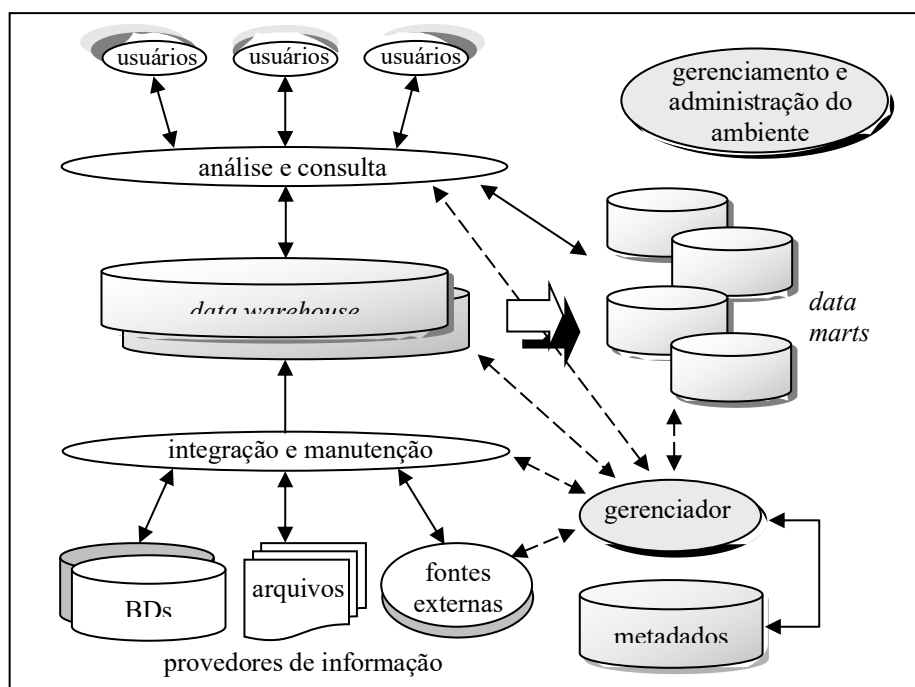 usuários
usuários
usuários
gerenciamento e
administração do
ambiente
análise e consulta
data warehouse
data
marts
integração e manutenção
gerenciador
BDs
arquivos
fontes
externas
metadados
provedores de informação